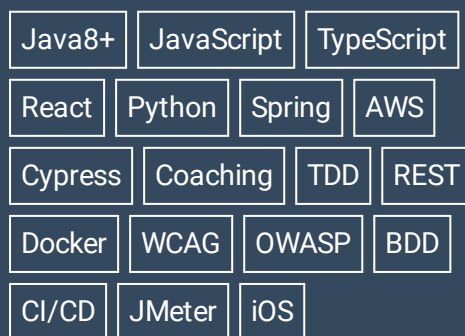 Java8+ JavaScript TypeScript
React Python Spring AWS
Cypress Coaching TDD REST
Docker WCAG OWASP BDD
CI/CD JMeter iOS